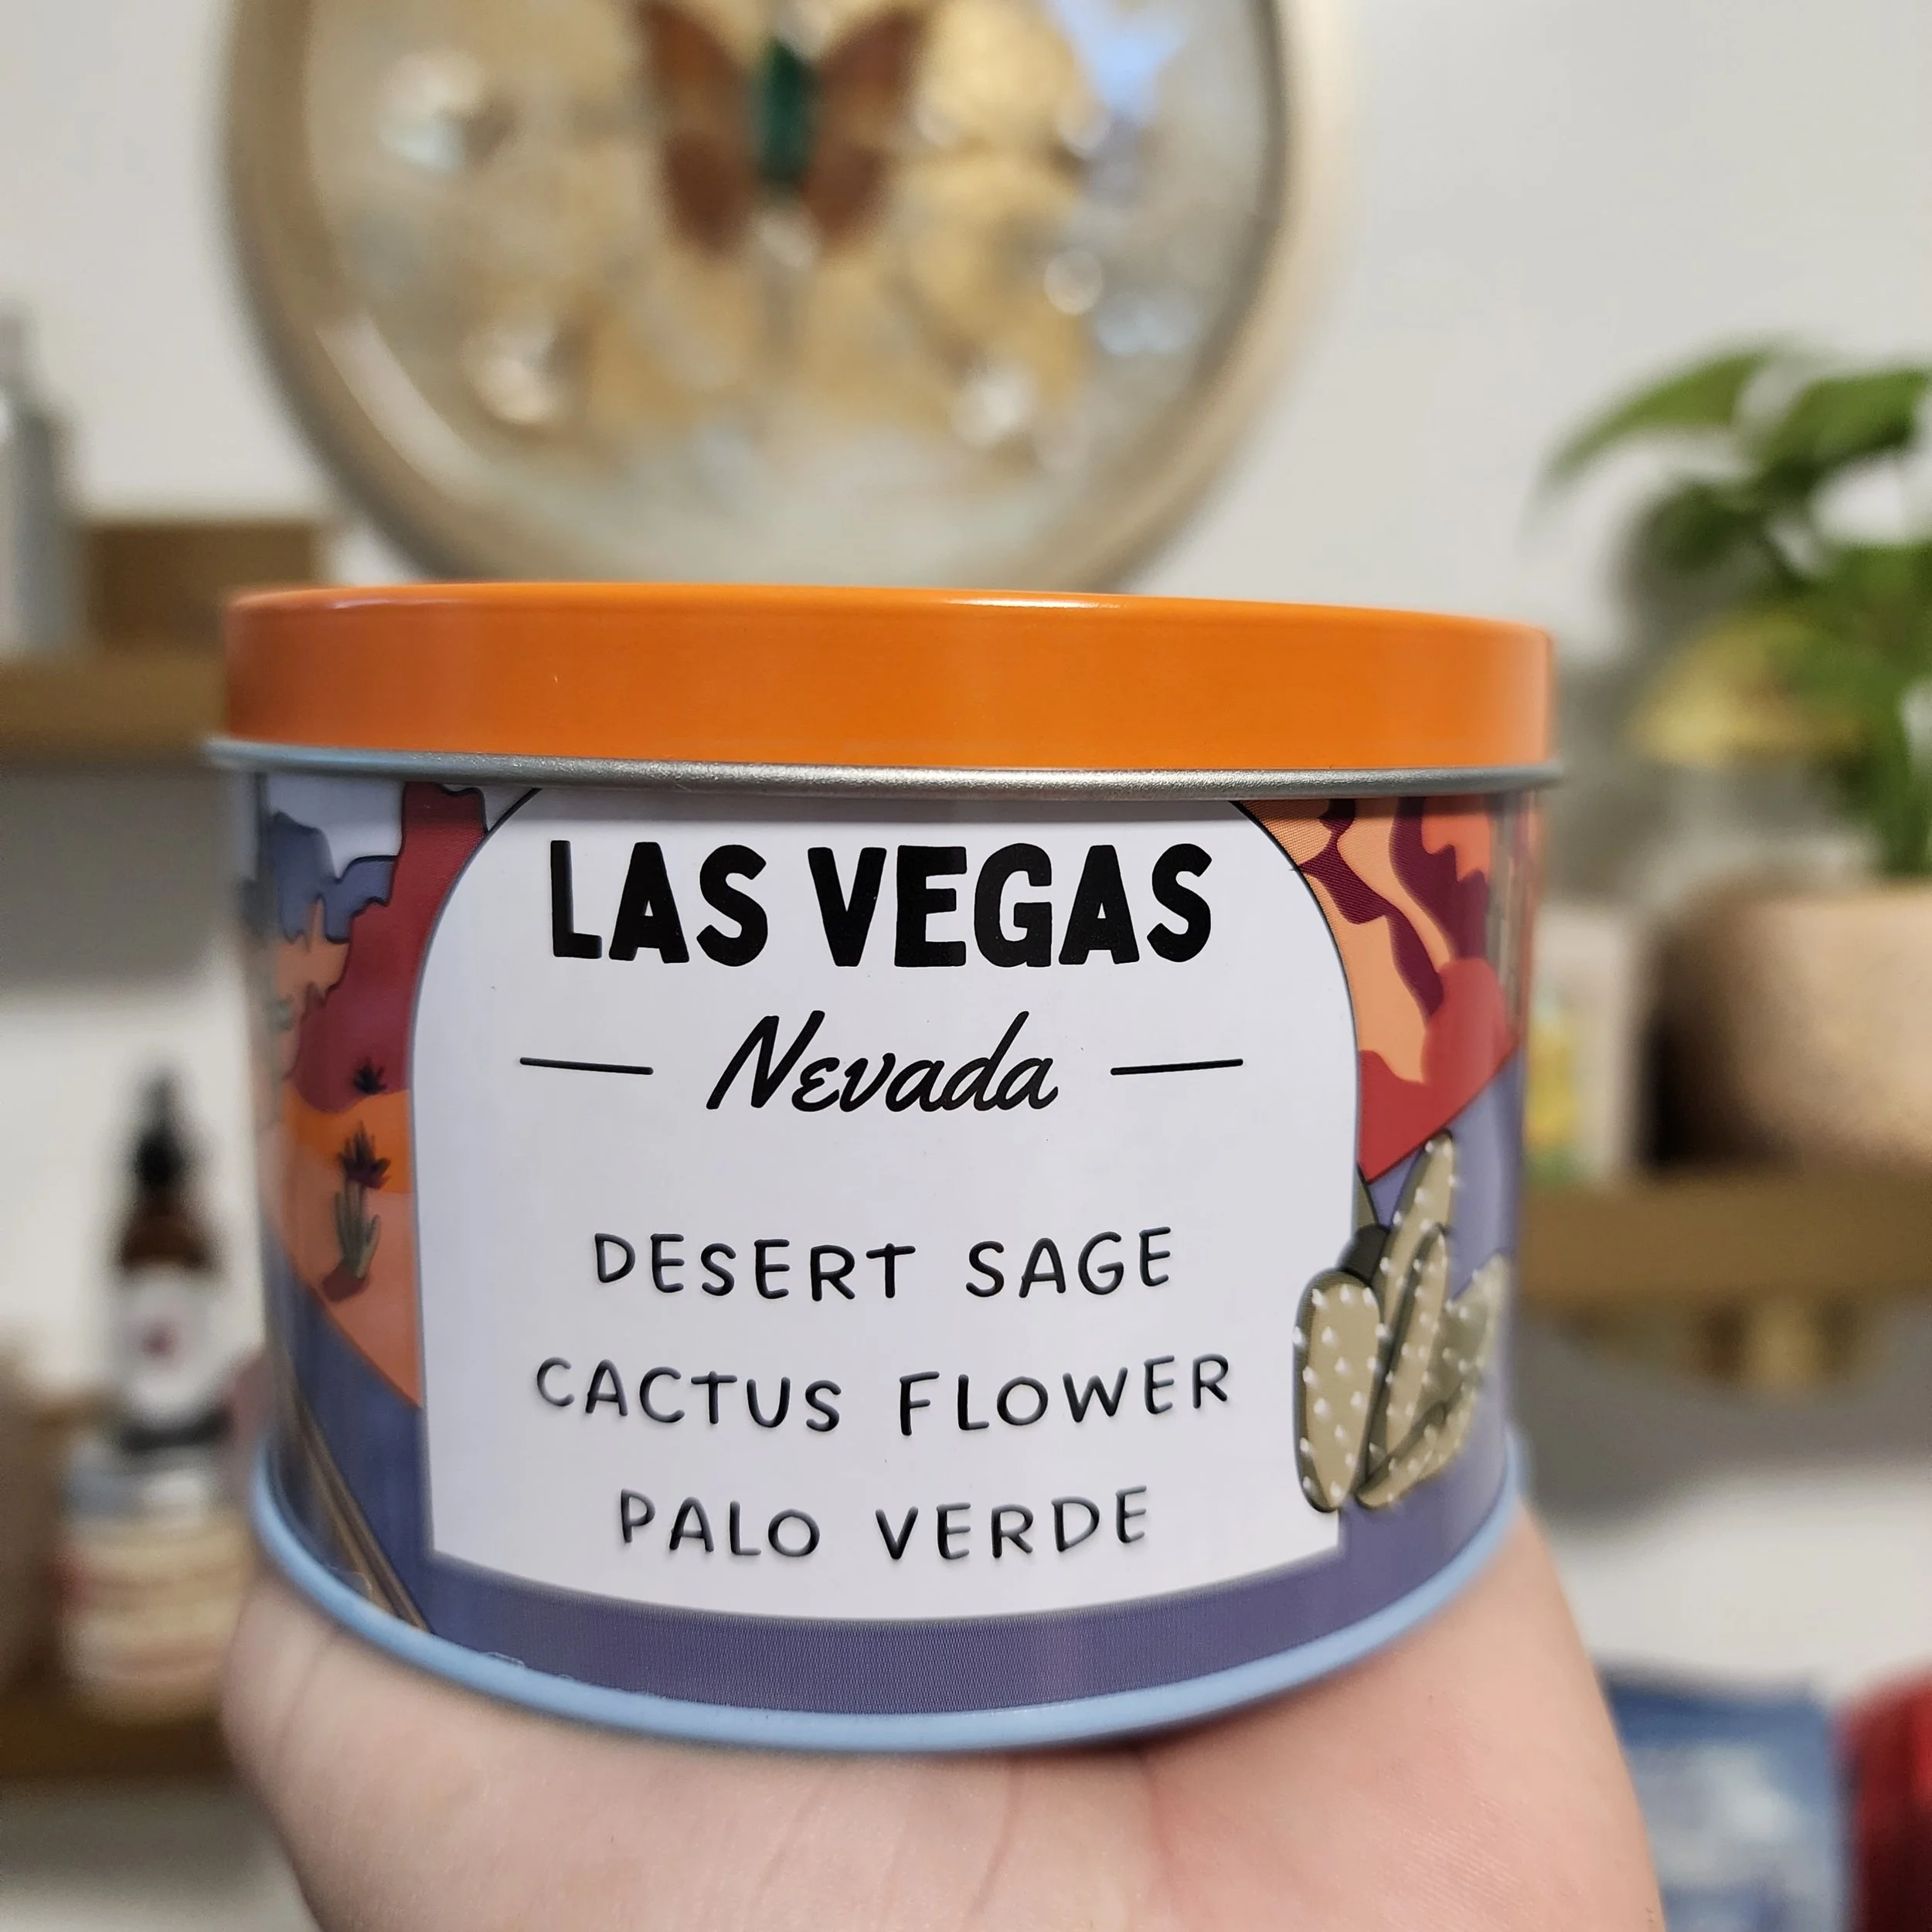 LAS VEGAS
Nevada
DESERT SAGE
CACTUS FLOWER
PALO VERDE